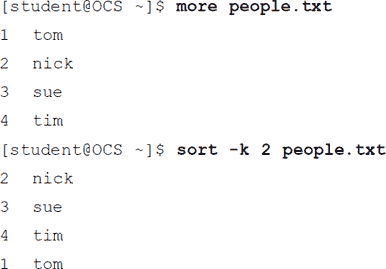 [student@OCS ~]$ more people.txt
1 tom
2 nick
3 sue
4 tim
[student@OCS ~]$ sort -k 2 people.txt
2 nick
3 sue
4 tim
1 tom